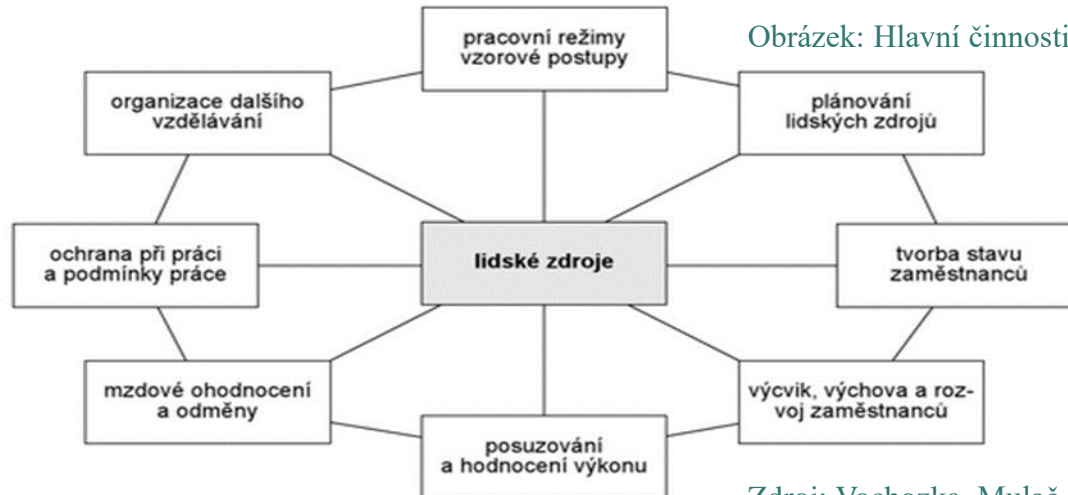 Obrázek: Hlavní činnosti
pracovní režimy
vzorové postupy
organizace dalšího
vzdělávání
plánování
lidských zdrojů
ochrana při práci
a podmínky práce
lidské zdroje
tvorba stavu
zaměstnanců
mzdové ohodnocení
a odměny
výcvik, výchova a roz-
voj zaměstnanců
posuzování
a hodnocení výkonu
Zdroj: Vochozka, Mulač